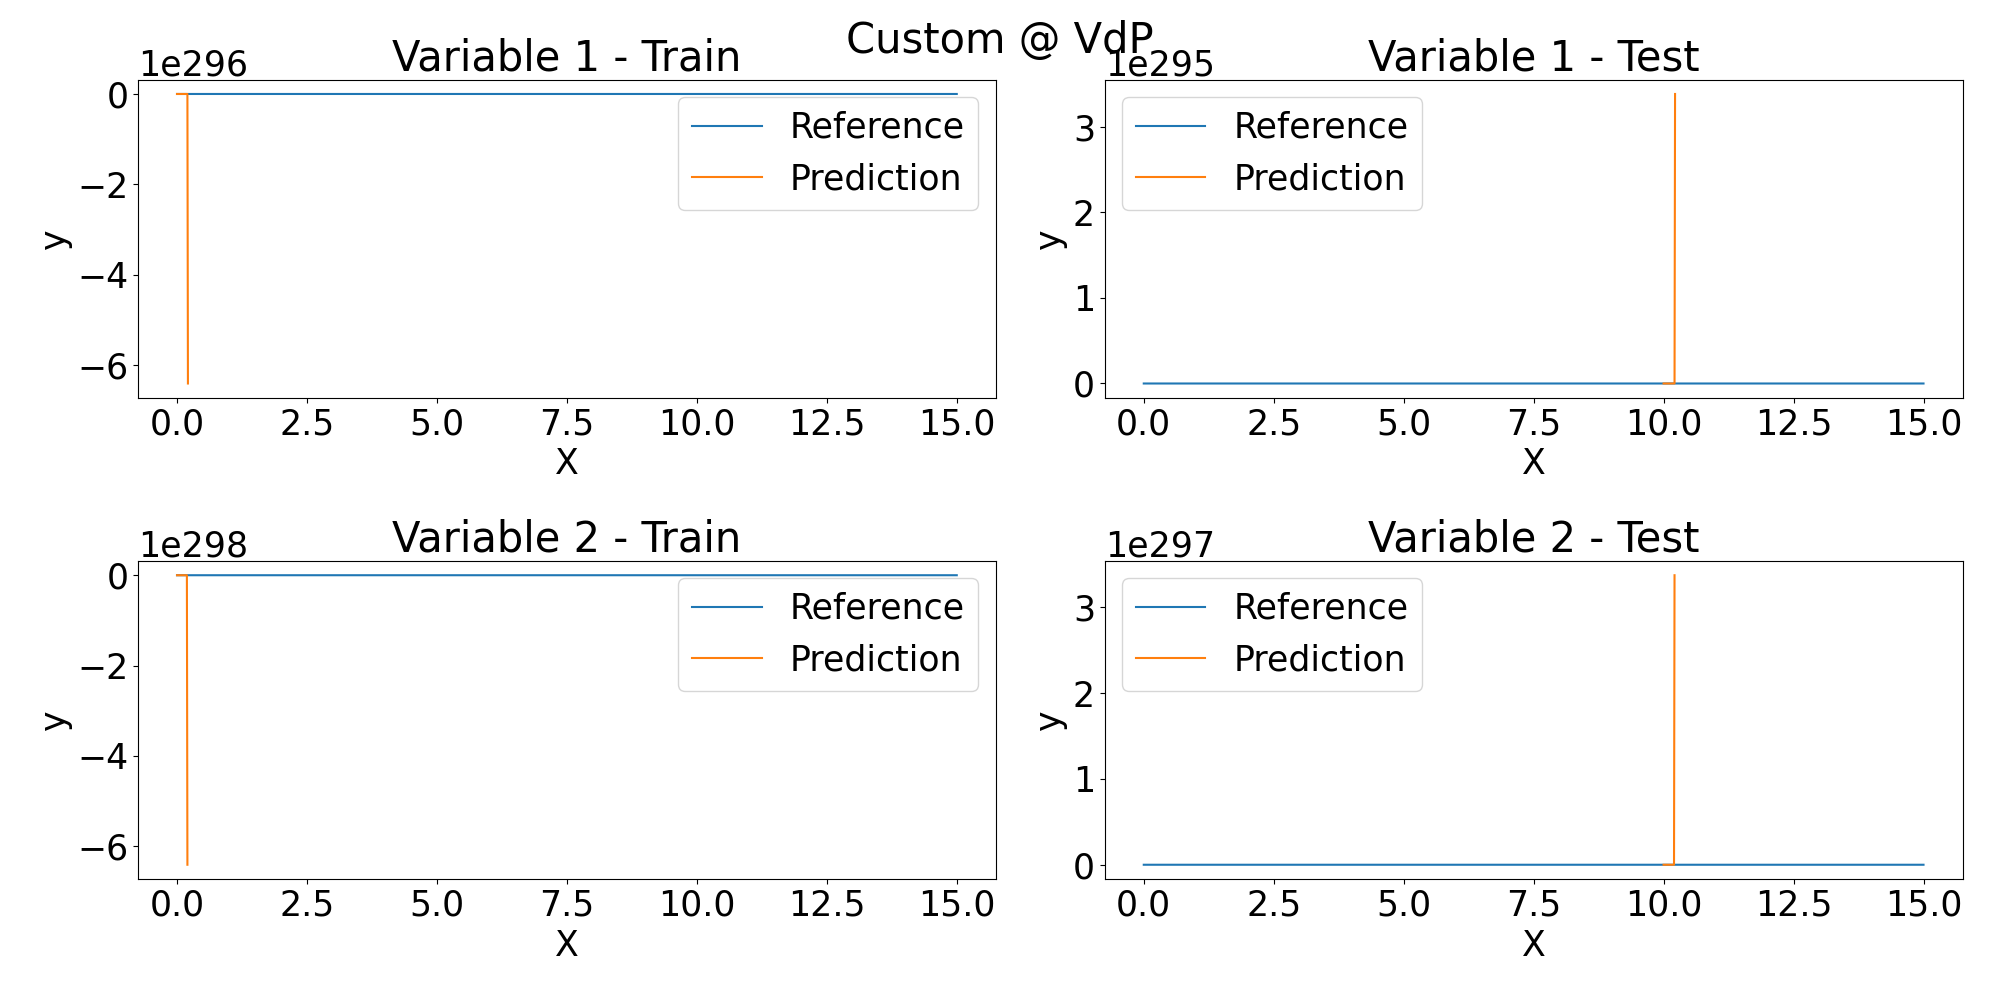 Custom @ VdP
Variable 1 - Train
1e296
0
−2
−4
−6
y
Reference
Prediction
0.0 2.5 5.0 7.5 10.0 12.5 15.0
X
Variable 1 - Test
1e295
3
2
1
0
y
Reference
Prediction
0.0 2.5 5.0 7.5 10.0 12.5 15.0
X
Variable 2 - Train
1e298
0
−2
−4
−6
y
Reference
Prediction
0.0 2.5 5.0 7.5 10.0 12.5 15.0
X
Variable 2 - Test
1e297
3
2
1
0
y
Reference
Prediction
0.0 2.5 5.0 7.5 10.0 12.5 15.0
X